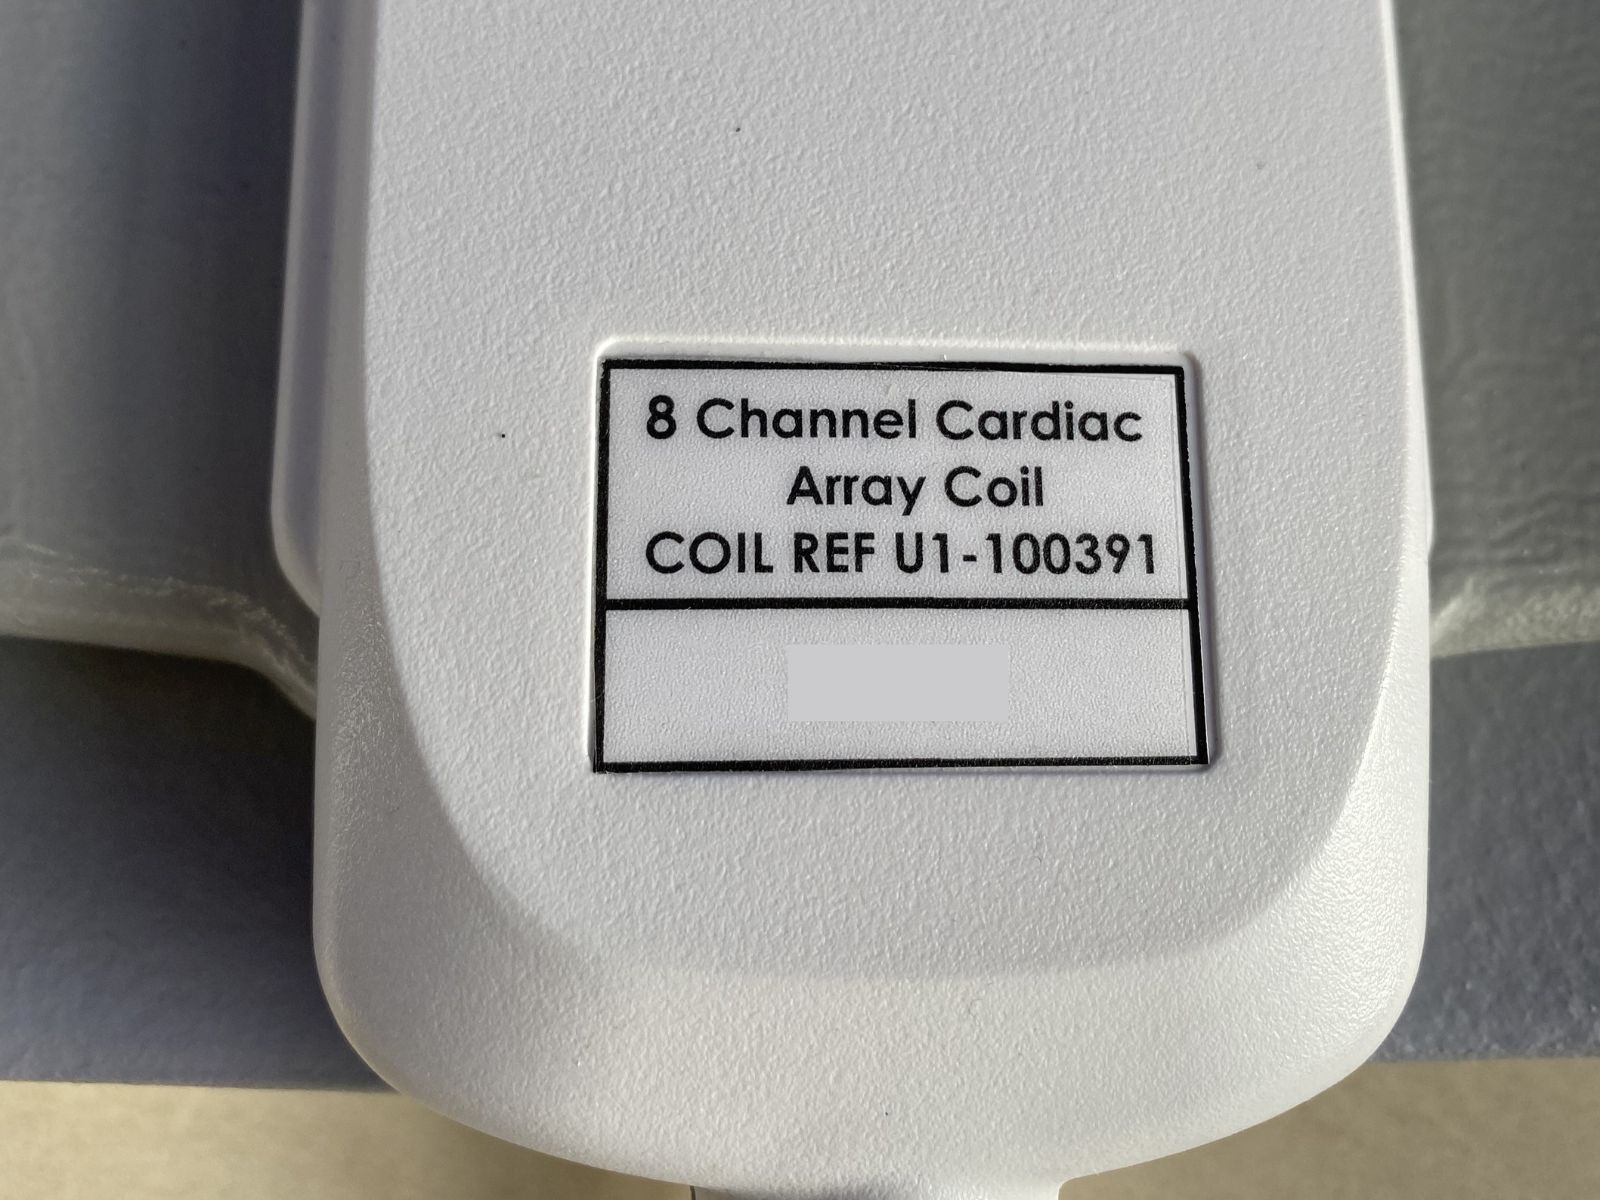 8 Channel Cardiac
Array Coil
COIL REF U1-100391